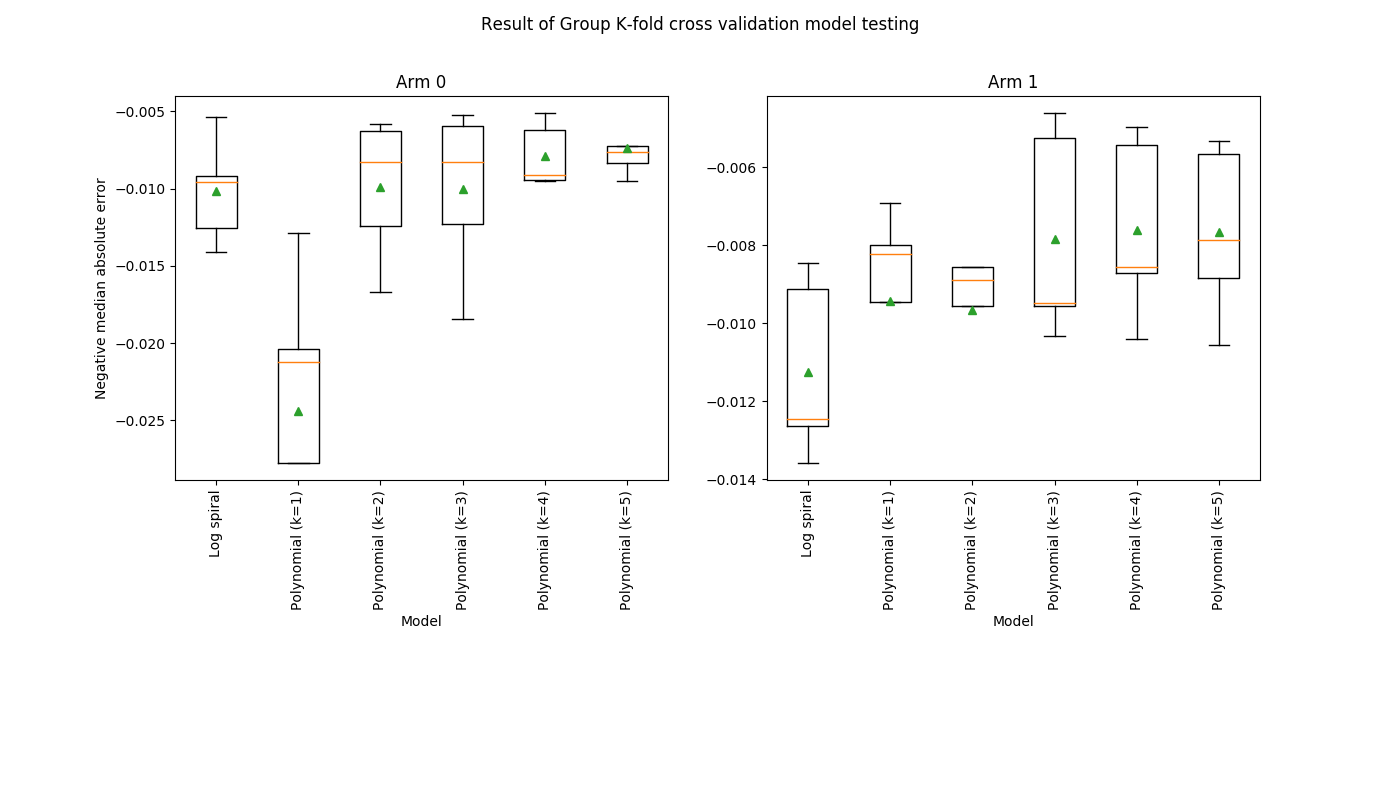 Result of Group K-fold cross validation model testing
Arm 0
Negative median absolute error
−0.005
−0.010
−0.015
−0.020
−0.025
Log spiral
Polynomial (k=1)
Polynomial (k=2)
Polynomial (k=3)
Polynomial (k=4)
Polynomial (k=5)
Model
Arm 1
−0.006
−0.008
−0.010
−0.012
−0.014
Log spiral
Polynomial (k=1)
Polynomial (k=2)
Polynomial (k=3)
Polynomial (k=4)
Polynomial (k=5)
Model